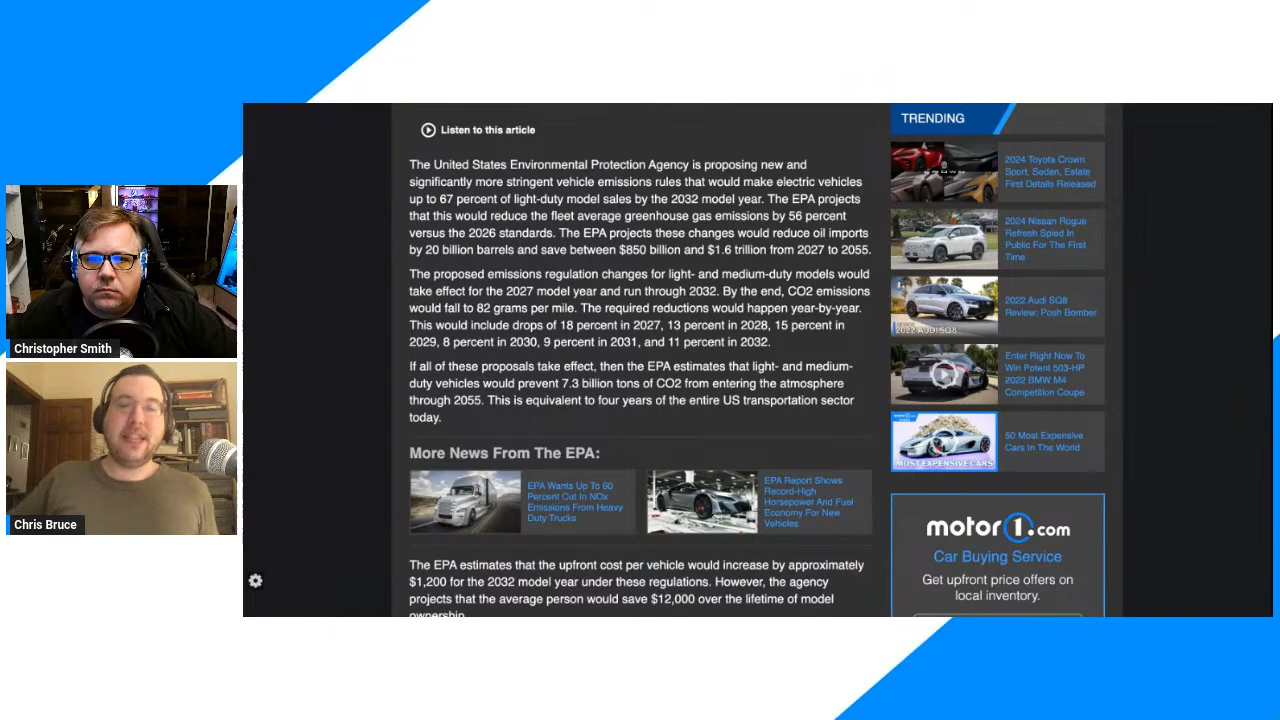 Listen to this article
The United States Environmental Protection Agency is proposing new and
significantly more stringent vehicle emissions rules that would make electric vehicles
up to 67 percent of light-duty model sales by the 2032 model year. The EPA projects
that this would reduce the fleet average greenhouse gas emissions by 56 percent
versus the 2026 standards. The EPA projects these changes would reduce oil imports
by 20 billion barrels and save between $850 billion and $1.6 trillion from 2027 to 2055.
The proposed emissions regulation changes for light- and medium-duty models would
take effect for the 2027 model year and run through 2032. By the end, CO2 emissions
would fall to 82 grams per mile. The required reductions would happen year-by-year.
This would include drops of 18 percent in 2027, 13 percent in 2028, 15 percent in
2029, 8 percent in 2030, 9 percent in 2031, and 11 percent in 2032.
If all of these proposals take effect, then the EPA estimates that light- and medium-
duty vehicles would prevent 7.3 billion tons of CO2 from entering the atmosphere
through 2055. This is equivalent to four years of the entire US transportation sector
today.
More News From The EPA:
EPA Wants Up To 60
Percent Cut In NOx
Emissions From Heavy
Duty Trucks
EPA Report Shows
Record-High
Horsepower And Fuel
Economy For New
Vehicles
The EPA estimates that the upfront cost per vehicle would increase by approximately
$1,200 for the 2032 model year under these regulations. However, the agency
projects that the average person would save $12,000 over the lifetime of model
ownership.
TRENDING
2024 Toyota Crown
Sport, Sedan, Estate
First Details Released
2024 Nissan Rogue
Refresh Spied In
Public For The First
Time
2022 AUDI SQ8
2022 Audi SQ8
Review: Posh Bomber
Enter Right Now To
Win Potent 503-HP
2022 BMW M4
Competition Coupe
MOST EXPENSIVE CARS
50 Most Expensive
Cars In The World
motor1.com
Car Buying Service
Get upfront price offers on
local inventory.
Christopher Smith
Chris Bruce